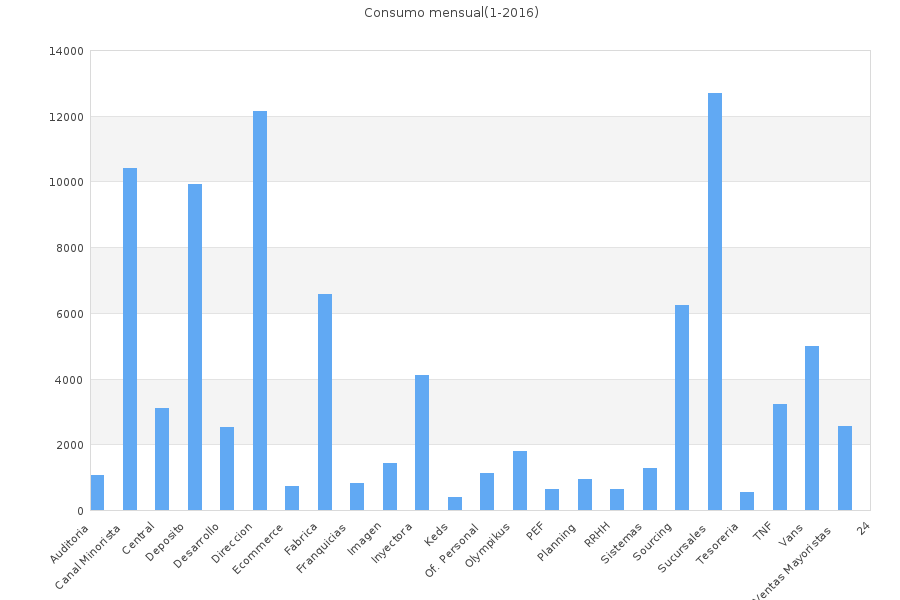 Consumo mensual(1-2016)
14000
12000
10000
8000
6000
4000
2000
0
Auditoria
Canal Minorista
Central
Deposito
Desarrollo
Direccion
Ecommerce
Fabrica
Franquicias
Imagen
Inyectora
Keds
Of. Personal
Olympikus
PEF
Planning
RRHH
Sistemas
Sourcing
Sucursales
Tesoreria
TNF
Vans
Ventas Mayoristas
24